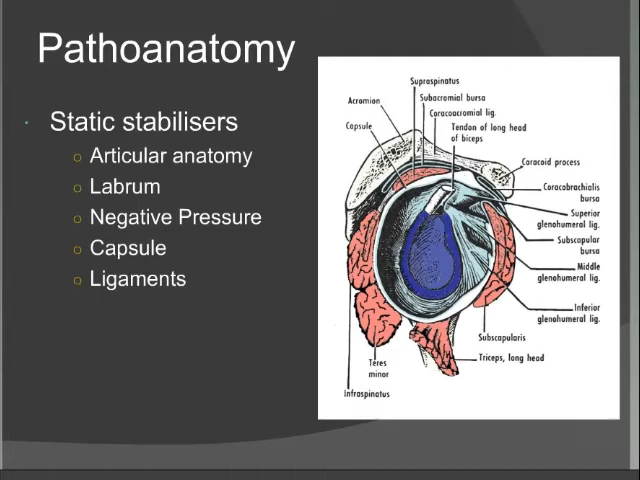 Pathoanatomy
Static stabilisers
Articular anatomy
Labrum
Negative Pressure
Capsule
Ligaments
Supraspinatus
Acromion
Subacromial bursa
Coracoacromial lig.
Capsule
Tendon of long head
of biceps
Coracoid process
Coracobrachialis
bursa
Superior
glenohumeral lig.
Subscapular
bursa
Middle
glenohumeral lig.
Inferior
glenohumeral lig.
Subscapularis
Triceps, long head
Teres
minor
Infraspinatus